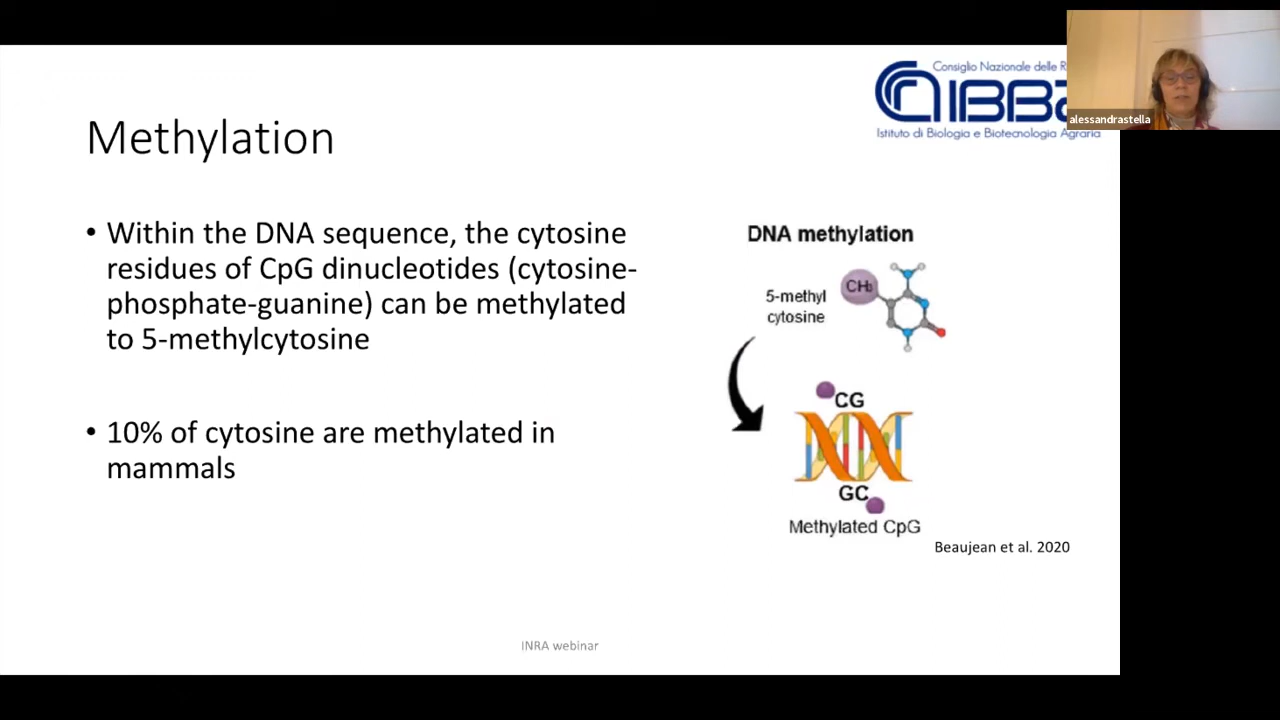 Consiglio Nazionale delle R
IBBA
Istituto di Biologia e Biotecnologia Agraria
alessandrastella
Methylation
• Within the DNA sequence, the cytosine
residues of CpG dinucleotides (cytosine-
phosphate-guanine) can be methylated
to 5-methylcytosine
• 10% of cytosine are methylated in
mammals
DNA methylation
CH₃
5-methyl
cytosine
CG
GC
Methylated CpG
Beaujean et al. 2020
INRA webinar